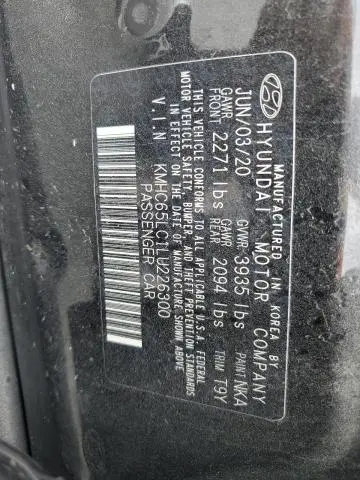 HYUNDAI MOTOR COMPANY
IN KOREA BY
JUN/03/20 GVWR 3935 lbs PAINT NKA
GAWR FRONT 2271 lbs GAWR REAR 2094 lbs TRIM T9Y
THIS VEHICLE CONFORMS TO ALL APPLICABLE U.S.A. FEDERAL
MOTOR VEHICLE SAFETY, BUMPER, AND THEFT PREVENTION STANDARDS
IN EFFECT ON THE DATE OF MANUFACTURE SHOWN ABOVE
V.I.N KMHC65LC1LU226300
PASSENGER CAR